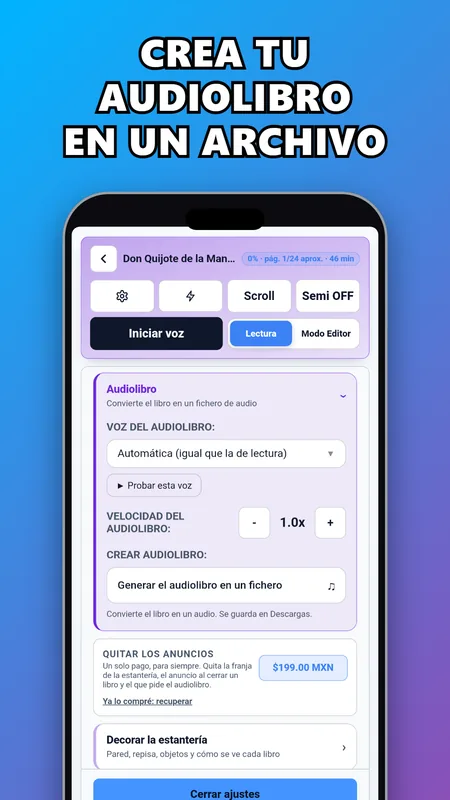 CREA TU
AUDIOLIBRO
EN UN ARCHIVO
Don Quijote de la Man...
0% · pág. 1/24 aprox. · 46 min
Scroll
Semi OFF
Iniciar voz
Lectura
Modo Editor
Audiolibro
Convierte el libro en un fichero de audio
VOZ DEL AUDIOLIBRO:
Automática (igual que la de lectura)
► Probar esta voz
VELOCIDAD DEL
AUDIOLIBRO:
-
1.0x
+
CREAR AUDIOLIBRO:
Generar el audiolibro en un fichero ♫
Convierte el libro en un audio. Se guarda en Descargas.
QUITAR LOS ANUNCIOS
Un solo pago, para siempre. Quita la franja
de la estantería, el anuncio al cerrar un
libro y el que pide el audiolibro.
$199.00 MXN
Ya lo compré: recuperar
Decorar la estantería
Pared, repisa, objetos y cómo se ve cada libro
Cerrar ajustes